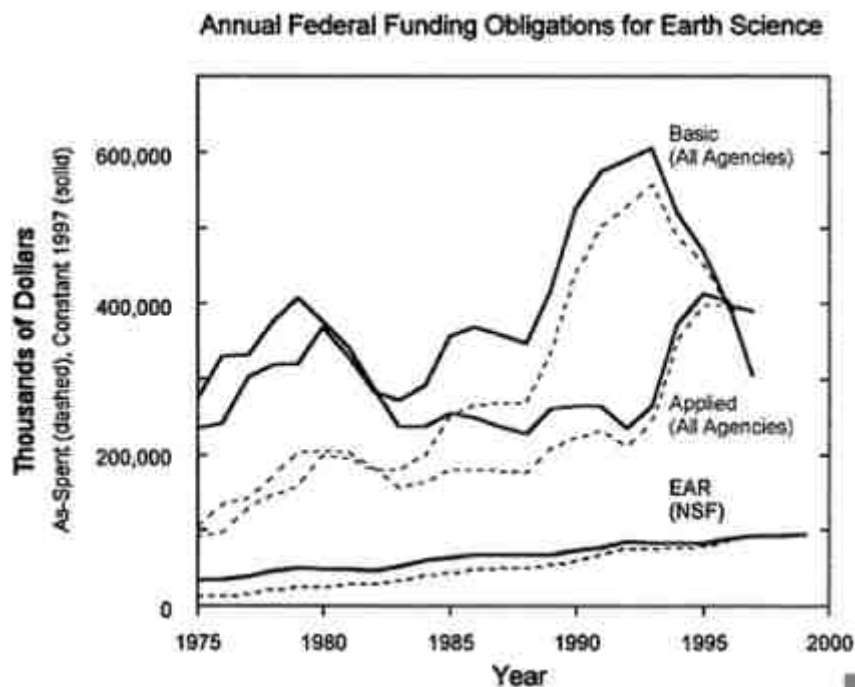 Annual Federal Funding Obligations for Earth Science
Thousands of Dollars
As-Spent (dashed), Constant 1997 (solid)
600,000
400,000
200,000
0
Basic
(All Agencies)
Applied
(All Agencies)
EAR
(NSF)
1975
1980
1985
1990
1995
2000
Year